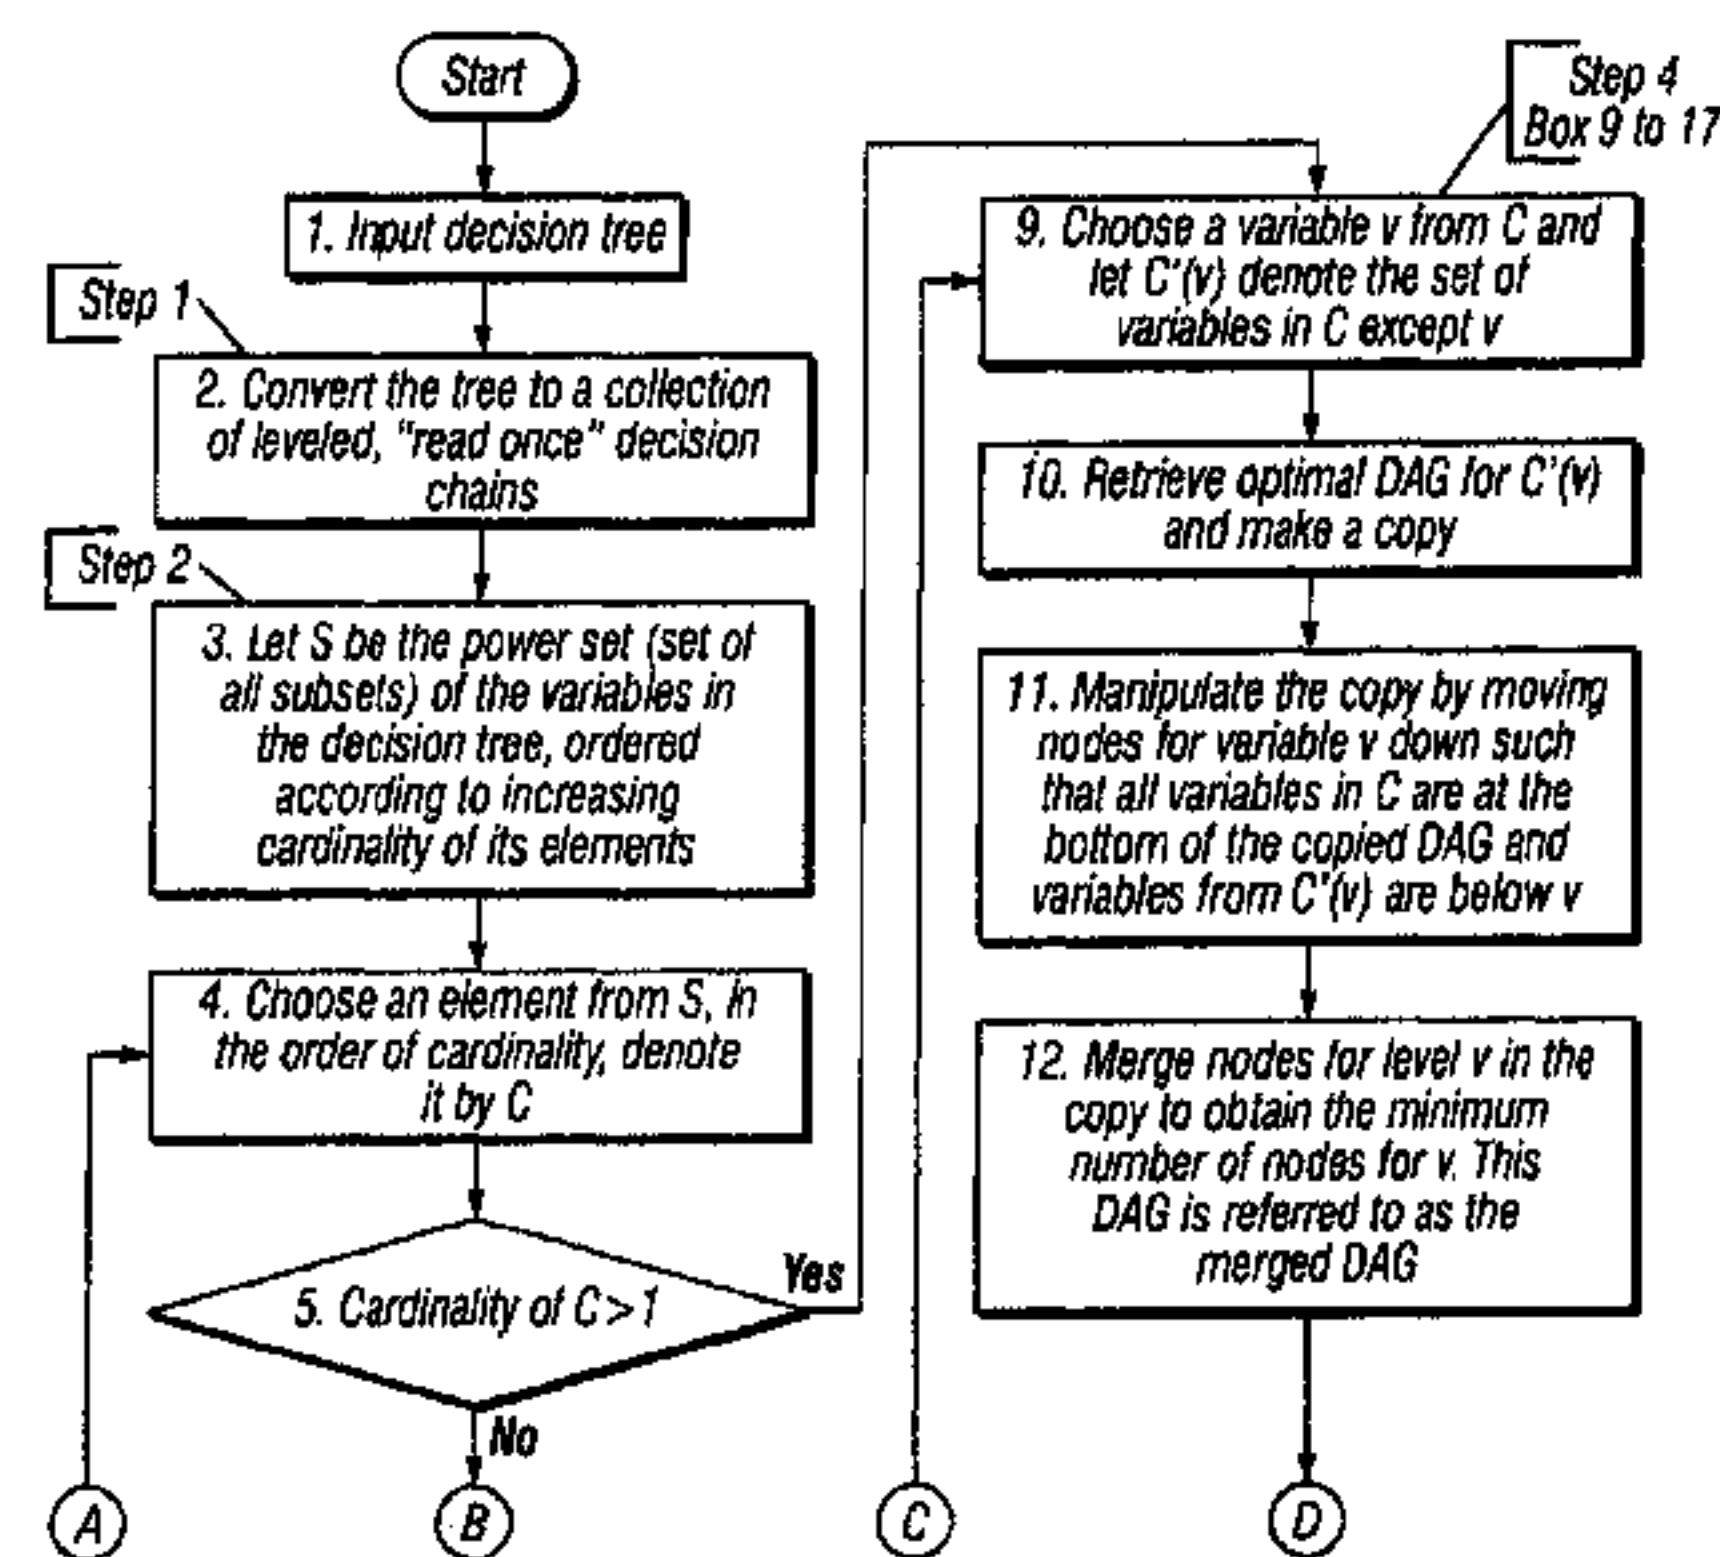 Start
1. Input decision tree
Step 1
2. Convert the tree to a collection
of leveled, "read once" decision
chains
Step 2
3. Let S be the power set (set of
all subsets) of the variables in
the decision tree, ordered
according to increasing
cardinality of its elements
4. Choose an element from S, in
the order of cardinality, denote
it by C
5. Cardinality of C > 1
Yes
No
A
B
Step 4
Box 9 to 17
9. Choose a variable v from C and
let C'(v) denote the set of
variables in C except v
10. Retrieve optimal DAG for C'(v)
and make a copy
11. Manipulate the copy by moving
nodes for variable v down such
that all variables in C are at the
bottom of the copied DAG and
variables from C'(v) are below v
12. Merge nodes for level v in the
copy to obtain the minimum
number of nodes for v. This
DAG is referred to as the
merged DAG
C
D